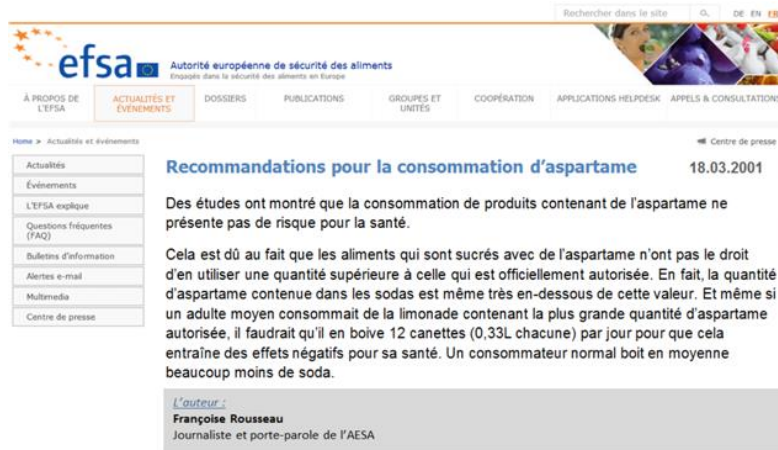 Rechercher dans le site
DE EN FR
efsa
Autorité européenne de sécurité des aliments
Engagés dans la sécurité des aliments en Europe
À PROPOS DE L'EFSA
ACTUALITÉS ET ÉVÉNEMENTS
DOSSIERS
PUBLICATIONS
GROUPES ET UNITÉS
COOPÉRATION
APPLICATIONS HELPDESK
APPELS & CONSULTATIONS
Home > Actualités et événements
Centre de presse
Actualités
Événements
L'EFSA explique
Questions fréquentes
(FAQ)
Bulletins d'information
Alertes e-mail
Multimedia
Centre de presse
Recommandations pour la consommation d'aspartame
18.03.2001
Des études ont montré que la consommation de produits contenant de l'aspartame ne
présente pas de risque pour la santé.
Cela est dû au fait que les aliments qui sont sucrés avec de l'aspartame n'ont pas le droit
d'en utiliser une quantité supérieure à celle qui est officiellement autorisée. En fait, la quantité
d'aspartame contenue dans les sodas est même très en-dessous de cette valeur. Et même si
un adulte moyen consommait de la limonade contenant la plus grande quantité d'aspartame
autorisée, il faudrait qu'il en boive 12 canettes (0,33L chacune) par jour pour que cela
entraîne des effets négatifs pour sa santé. Un consommateur normal boit en moyenne
beaucoup moins de soda.
L'auteur :
Françoise Rousseau
Journaliste et porte-parole de l'AESA